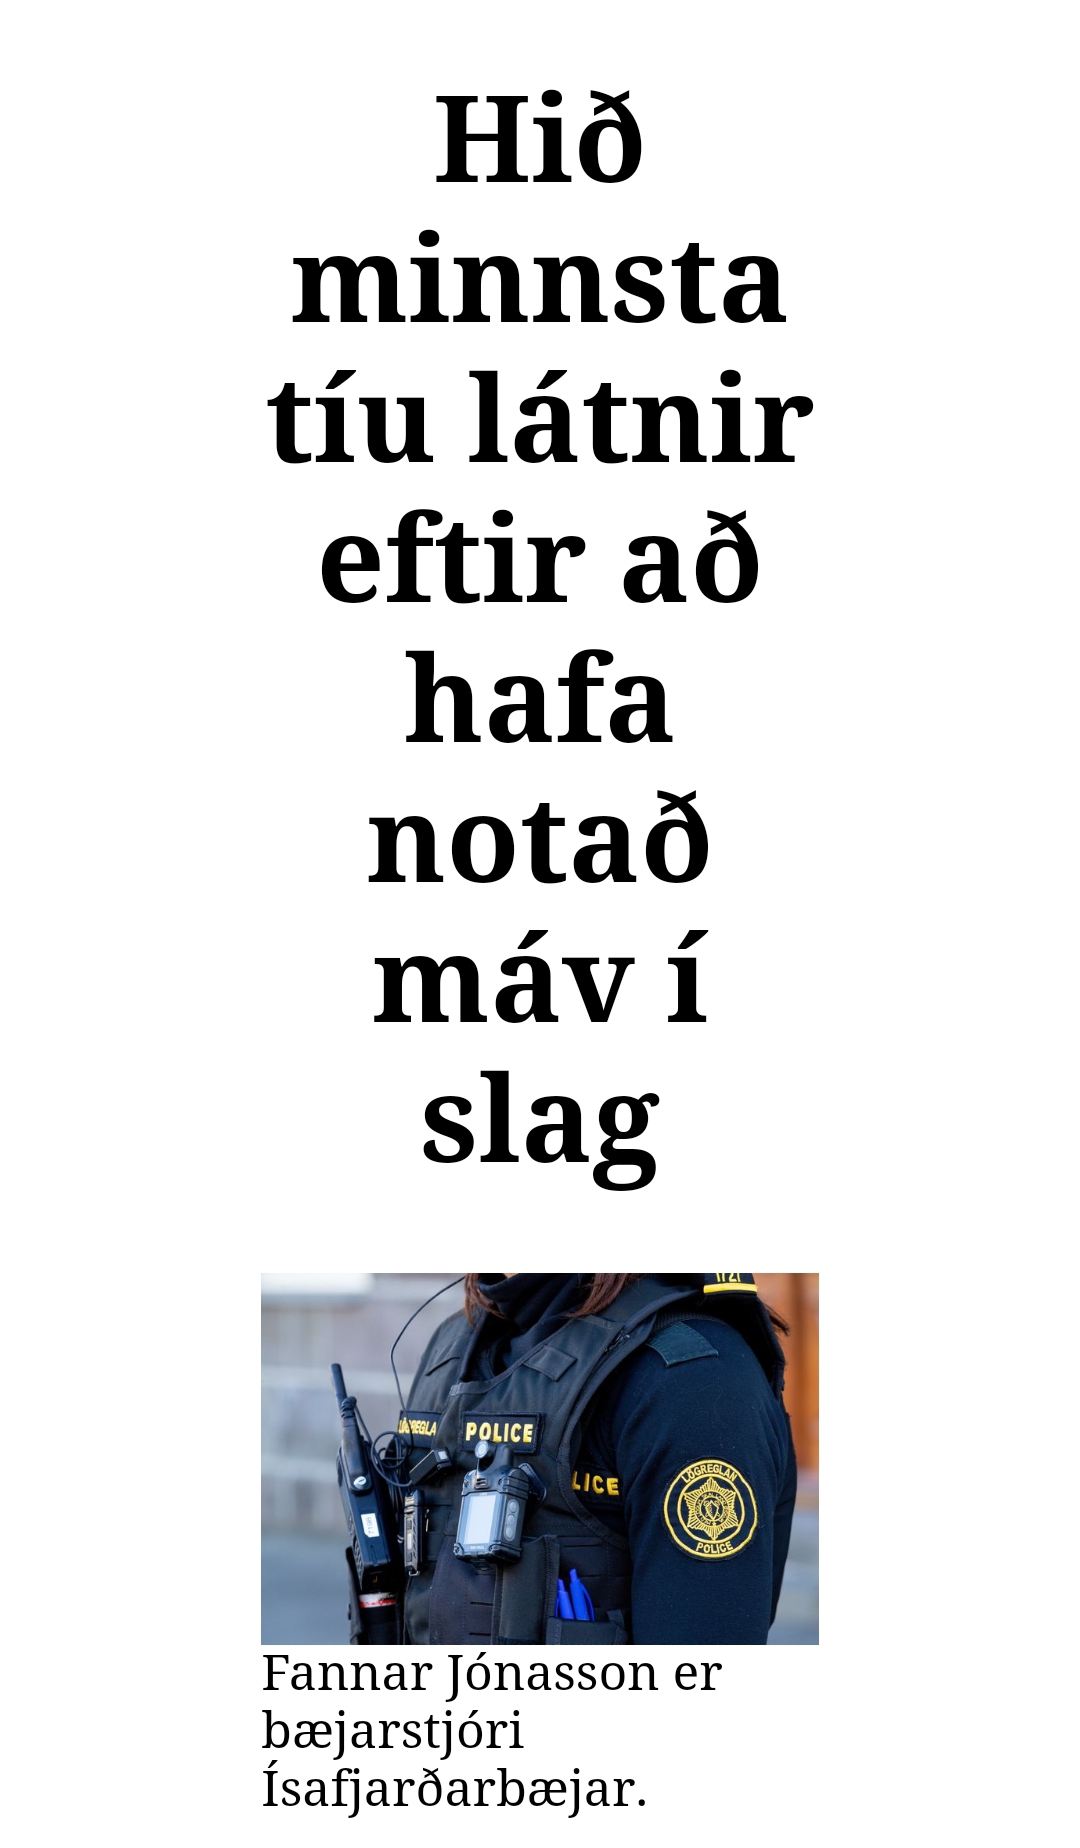 Hið
minnsta
tíu látnir
eftir að
hafa
notað
máv í
slag
LÖGREGLA
POLICE
LICE
LÖGREGLAN
POLICE
Fannar Jónasson er
bæjarstjóri
Ísafjarðarbæjar.